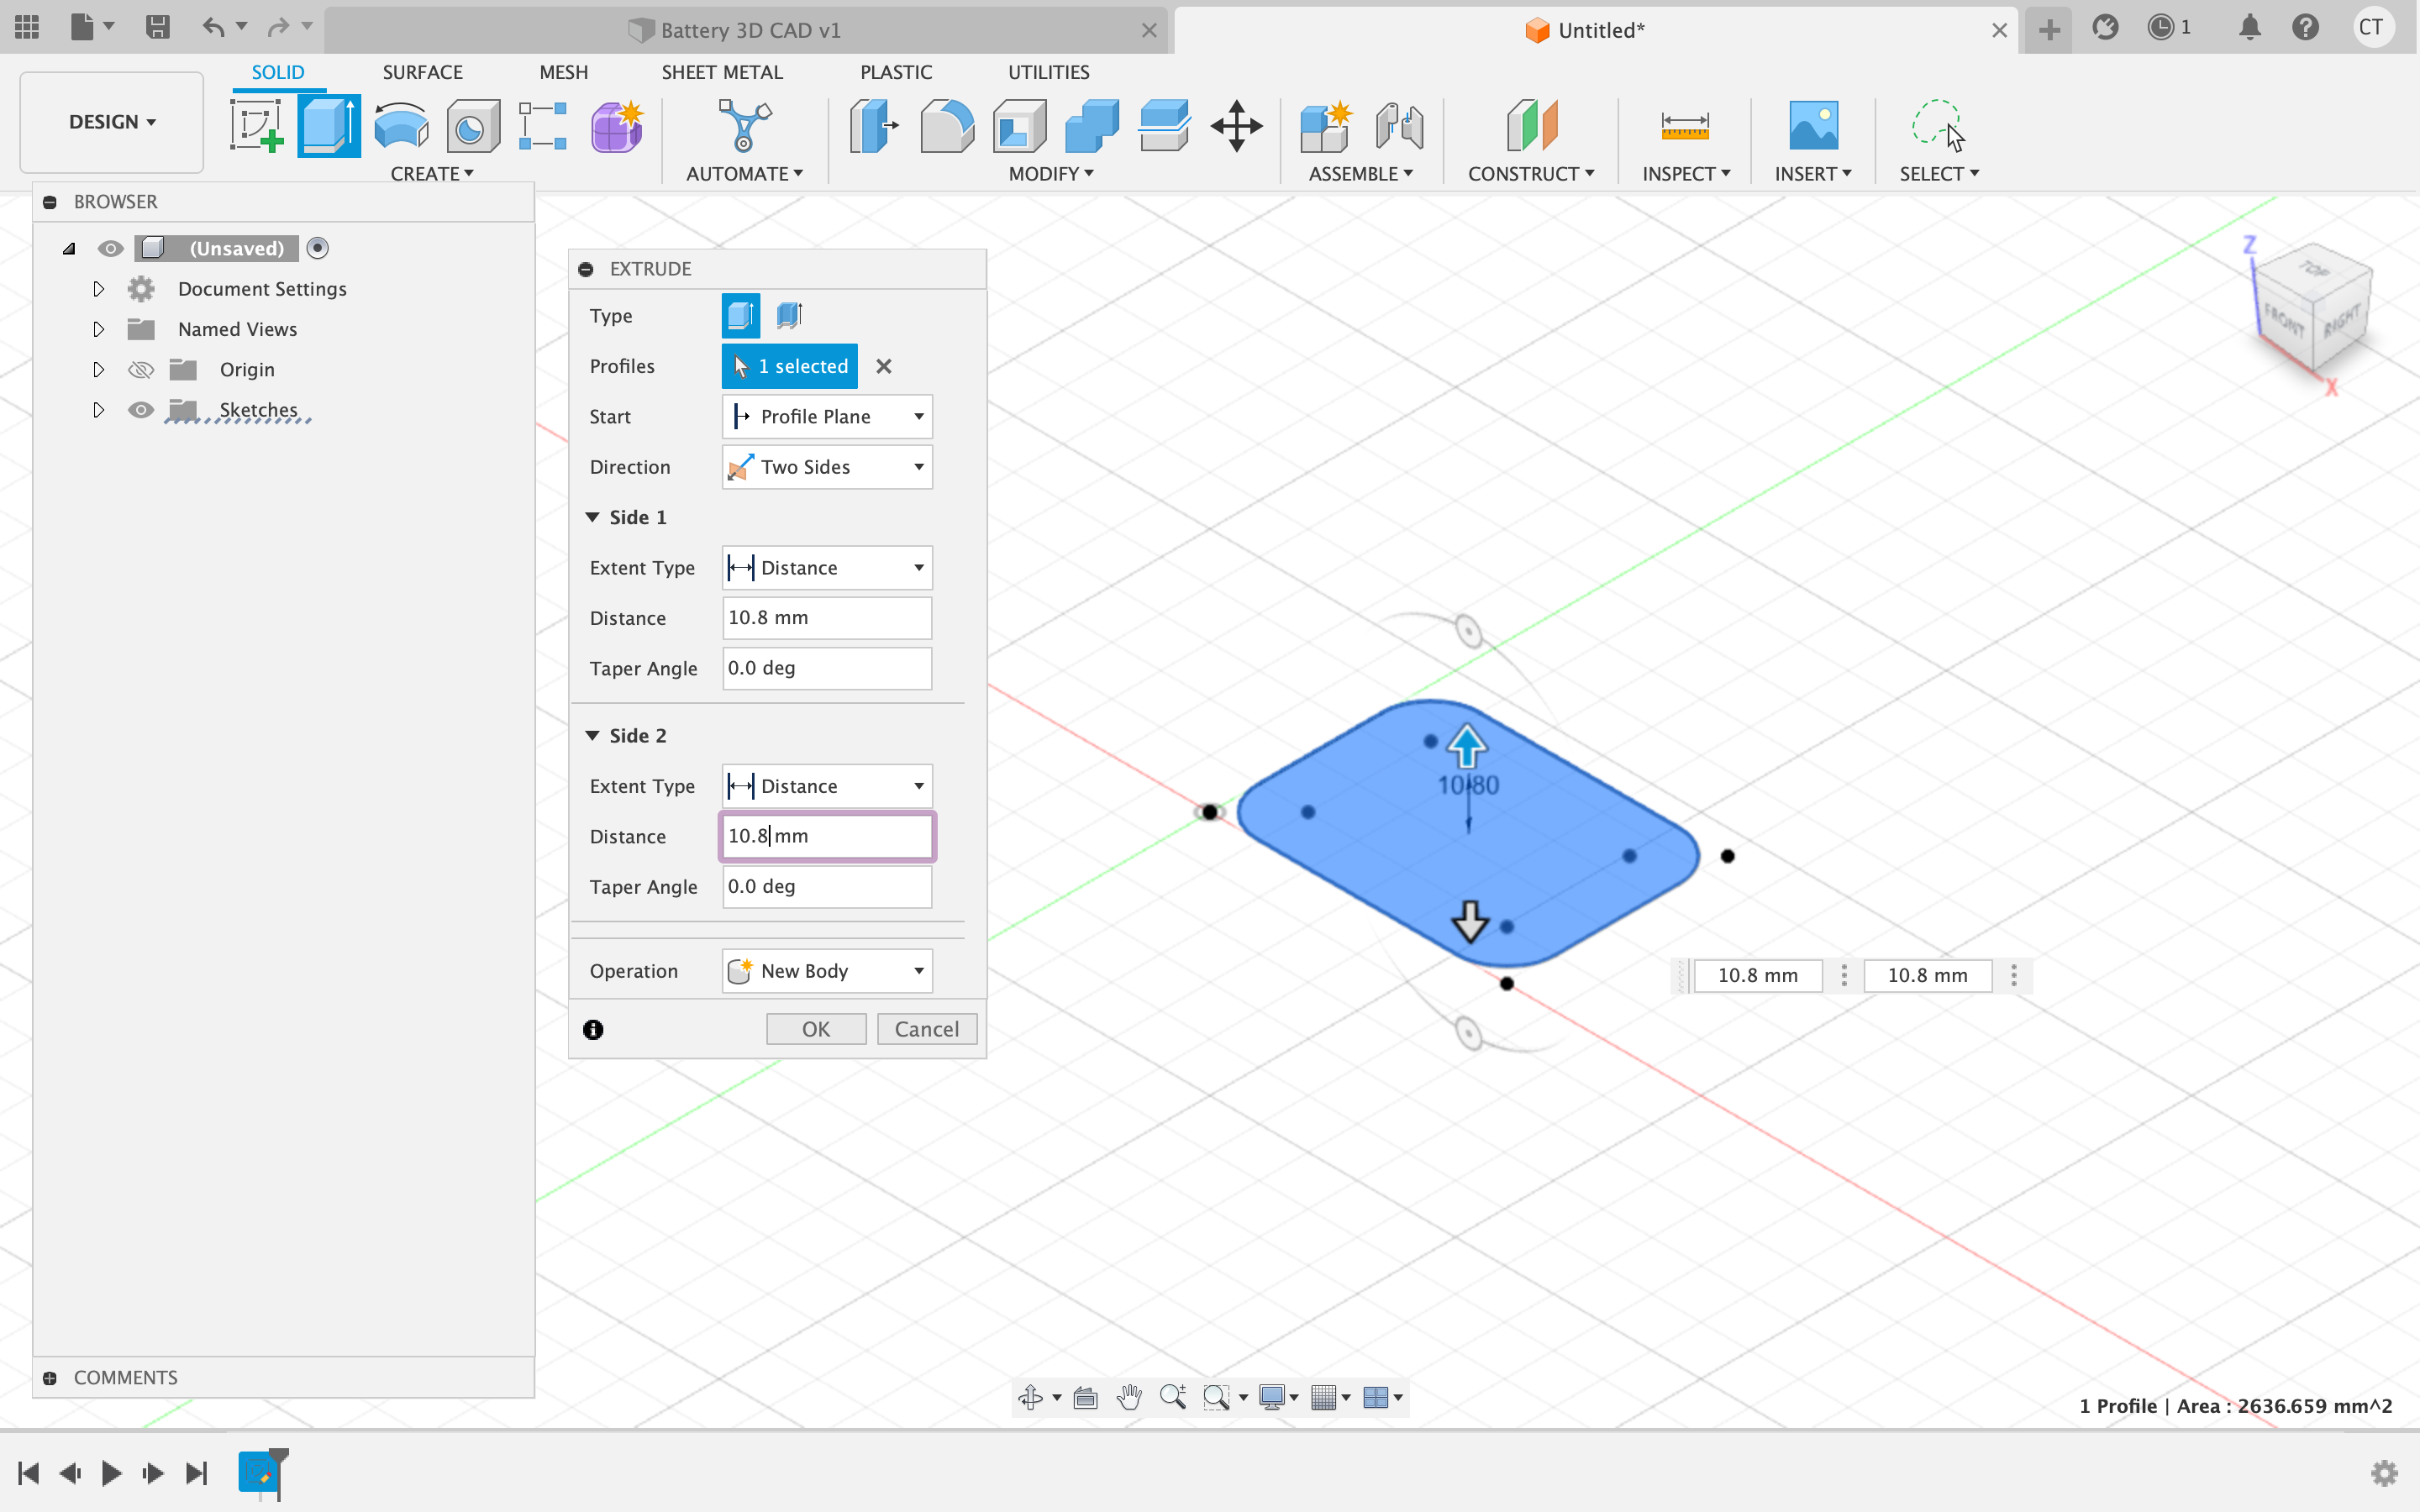 Battery 3D CAD v1
Untitled*
1
CT
SOLID
SURFACE
MESH
SHEET METAL
PLASTIC
UTILITIES
DESIGN
CREATE
AUTOMATE
MODIFY
ASSEMBLE
CONSTRUCT
INSPECT
INSERT
SELECT
BROWSER
(Unsaved)
Document Settings
Named Views
Origin
Sketches
EXTRUDE
Type
Profiles
1 selected
Start
Profile Plane
Direction
Two Sides
Side 1
Extent Type
Distance
Distance
10.8 mm
Taper Angle
0.0 deg
Side 2
Extent Type
Distance
Distance
10.8 mm
Taper Angle
0.0 deg
Operation
New Body
OK
Cancel
Z
TOP
FRONT
RIGHT
X
10.80
10.8 mm
10.8 mm
COMMENTS
1 Profile | Area : 2636.659 mm^2